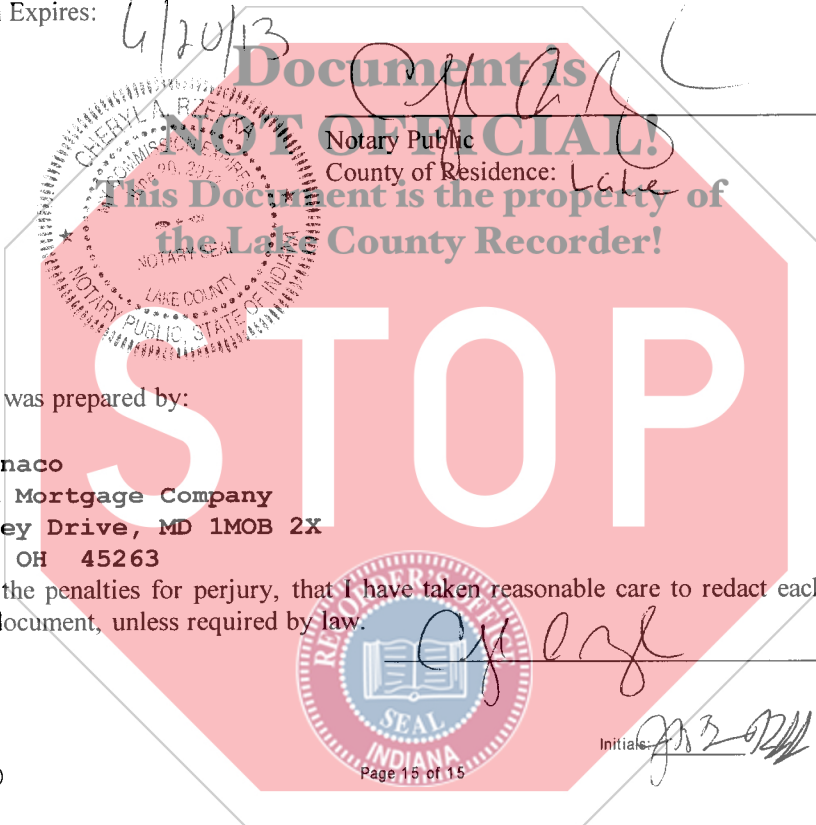 Expires: 4/20/13
Document is
NOT OFFICIAL!
Notary Public
County of Residence: Lake
This Document is the property of
the Lake County Recorder!
CHERYL A. RZEPKA
MY COMMISSION EXPIRES
NOTARY SEAL
LAKE COUNTY
NOTARY PUBLIC, STATE OF INDIANA
STOP
was prepared by:
naco
Mortgage Company
ey Drive, MD 1MOB 2X
OH 45263
the penalties for perjury, that I have taken reasonable care to redact each
document, unless required by law.
RECORDER'S OFFICE
SEAL
INDIANA
Initials:
Page 15 of 15